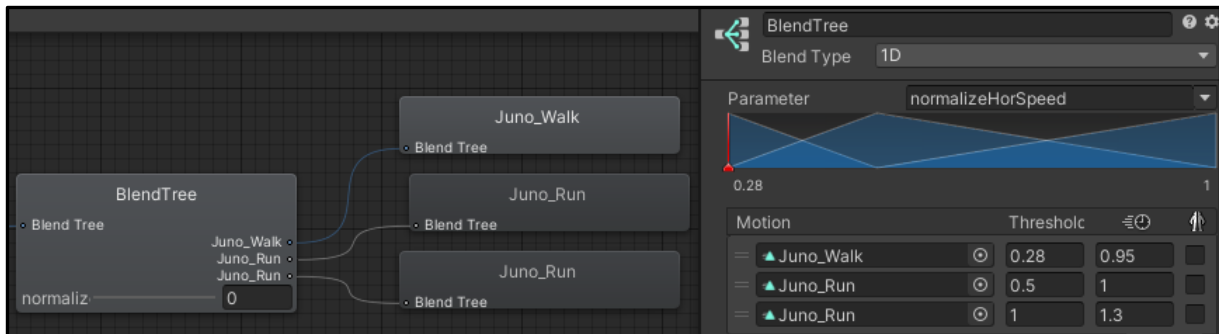 BlendTree
Blend Tree
Juno_Walk
Juno_Run
Juno_Run
normaliz
0
Juno_Walk
Blend Tree
Juno_Run
Blend Tree
Juno_Run
Blend Tree
BlendTree
Blend Type 1D
Parameter normalizeHorSpeed
0.28 1
Motion Threshold
Juno_Walk 0.28 0.95
Juno_Run 0.5 1
Juno_Run 1 1.3